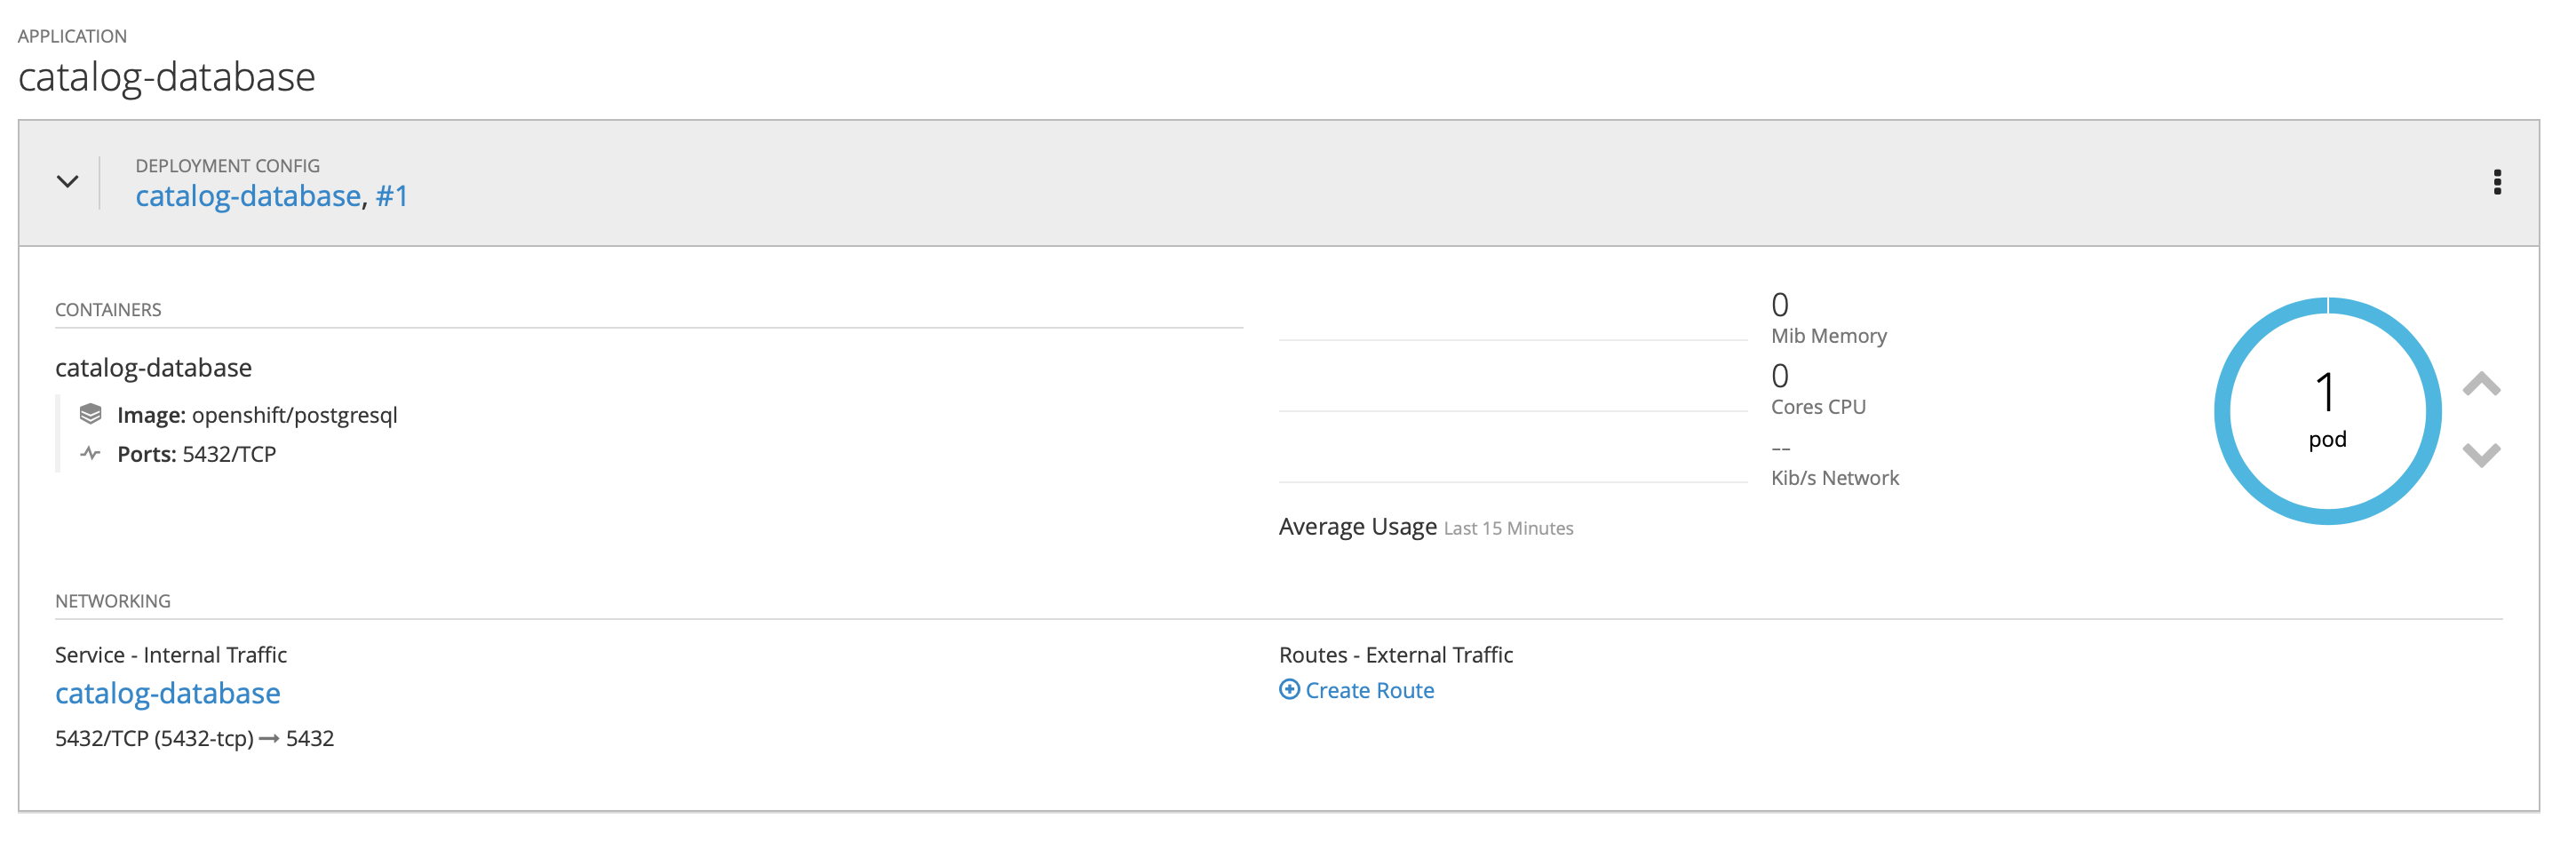 APPLICATION
catalog-database
DEPLOYMENT CONFIG
catalog-database, #1
CONTAINERS
catalog-database
Image: openshift/postgresql
Ports: 5432/TCP
0
Mib Memory
0
Cores CPU
--
Kib/s Network
Average Usage Last 15 Minutes
1
pod
NETWORKING
Service - Internal Traffic
catalog-database
5432/TCP (5432-tcp) → 5432
Routes - External Traffic
Create Route